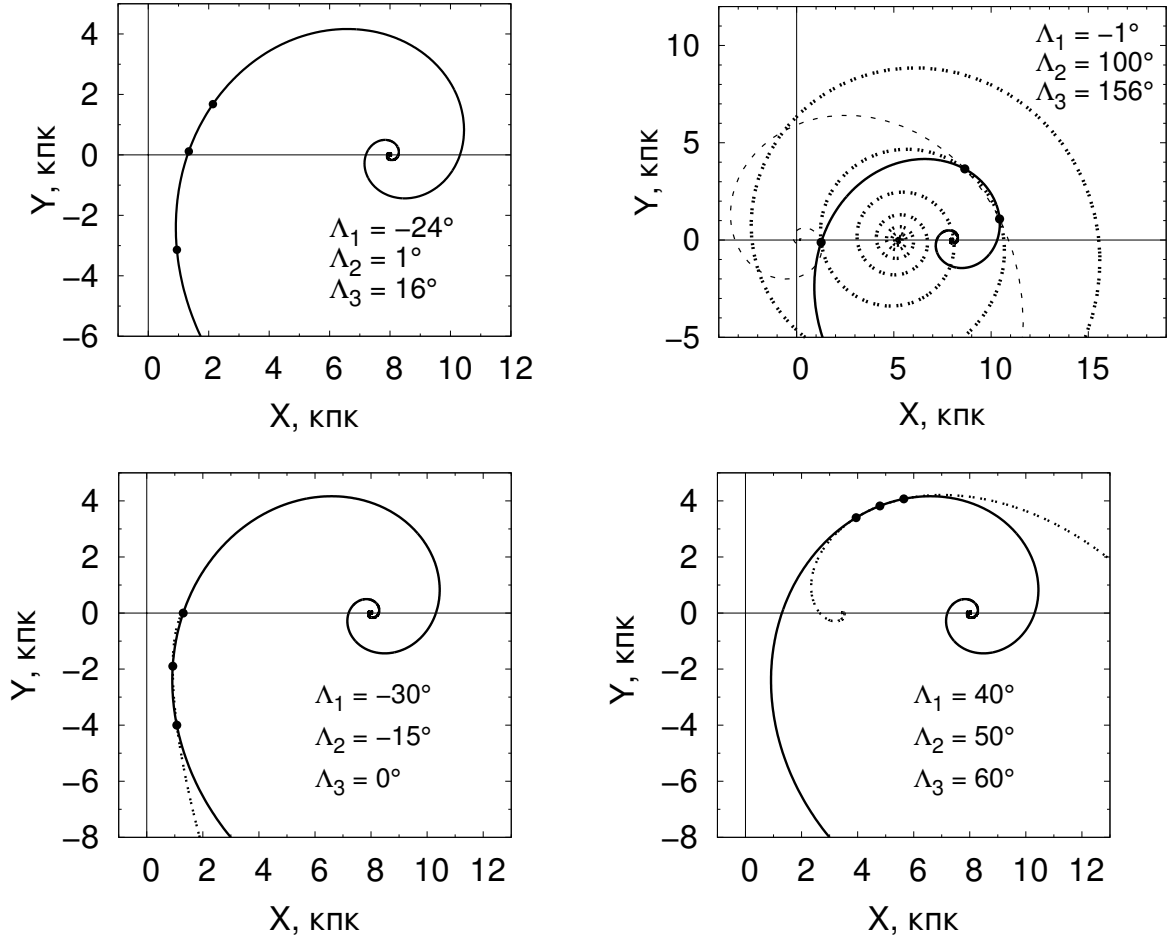 4
2
0
−2
−4
−6
0 2 4 6 8 10 12
Y, кпк
X, кпк
Λ1 = −24°
Λ2 = 1°
Λ3 = 16°
10
5
0
−5
0 5 10 15
Y, кпк
X, кпк
Λ1 = −1°
Λ2 = 100°
Λ3 = 156°
4
2
0
−2
−4
−6
−8
0 2 4 6 8 10 12
Y, кпк
X, кпк
Λ1 = −30°
Λ2 = −15°
Λ3 = 0°
4
2
0
−2
−4
−6
−8
0 2 4 6 8 10 12
Y, кпк
X, кпк
Λ1 = 40°
Λ2 = 50°
Λ3 = 60°